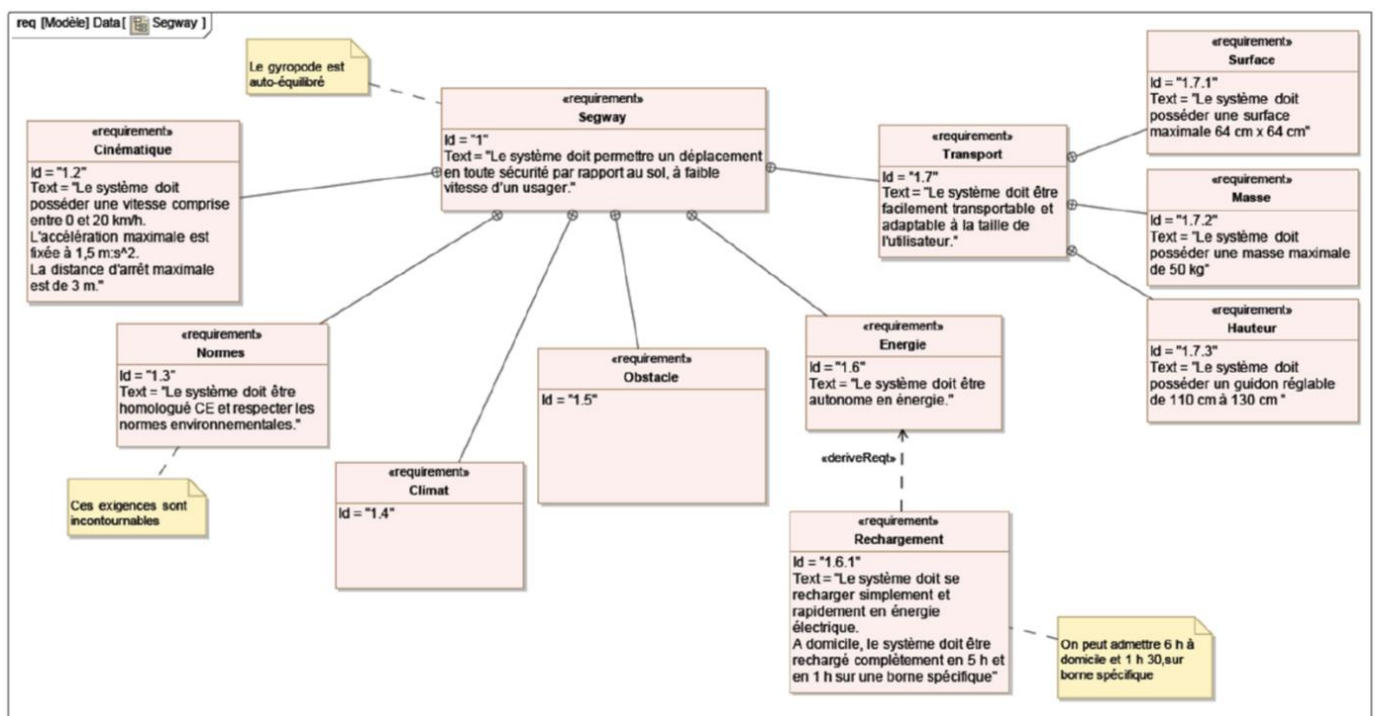 req [Modèle] Data [ Segway ]
Le gyropode est
auto-équilibré
«requirement»
Segway
Id = "1"
Text = "Le système doit permettre un déplacement
en toute sécurité par rapport au sol, à faible
vitesse d'un usager."
«requirement»
Cinématique
Id = "1.2"
Text = "Le système doit
posséder une vitesse comprise
entre 0 et 20 km/h.
L'accélération maximale est
fixée à 1,5 m:s^2.
La distance d'arrêt maximale
est de 3 m."
«requirement»
Transport
Id = "1.7"
Text = "Le système doit être
facilement transportable et
adaptable à la taille de
l'utilisateur."
«requirement»
Surface
Id = "1.7.1"
Text = "Le système doit
posséder une surface
maximale 64 cm x 64 cm"
«requirement»
Masse
Id = "1.7.2"
Text = "Le système doit
posséder une masse maximale
de 50 kg"
«requirement»
Hauteur
Id = "1.7.3"
Text = "Le système doit
posséder un guidon réglable
de 110 cm à 130 cm "
«requirement»
Normes
Id = "1.3"
Text = "Le système doit être
homologué CE et respecter les
normes environnementales."
Ces exigences sont
incontournables
«requirement»
Climat
Id = "1.4"
«requirement»
Obstacle
Id = "1.5"
«requirement»
Energie
Id = "1.6"
Text = "Le système doit être
autonome en énergie."
«deriveReqt»
«requirement»
Rechargement
Id = "1.6.1"
Text = "Le système doit se
recharger simplement et
rapidement en énergie
électrique.
A domicile, le système doit être
rechargé complètement en 5 h et
en 1 h sur une borne spécifique"
On peut admettre 6 h à
domicile et 1 h 30,sur
borne spécifique